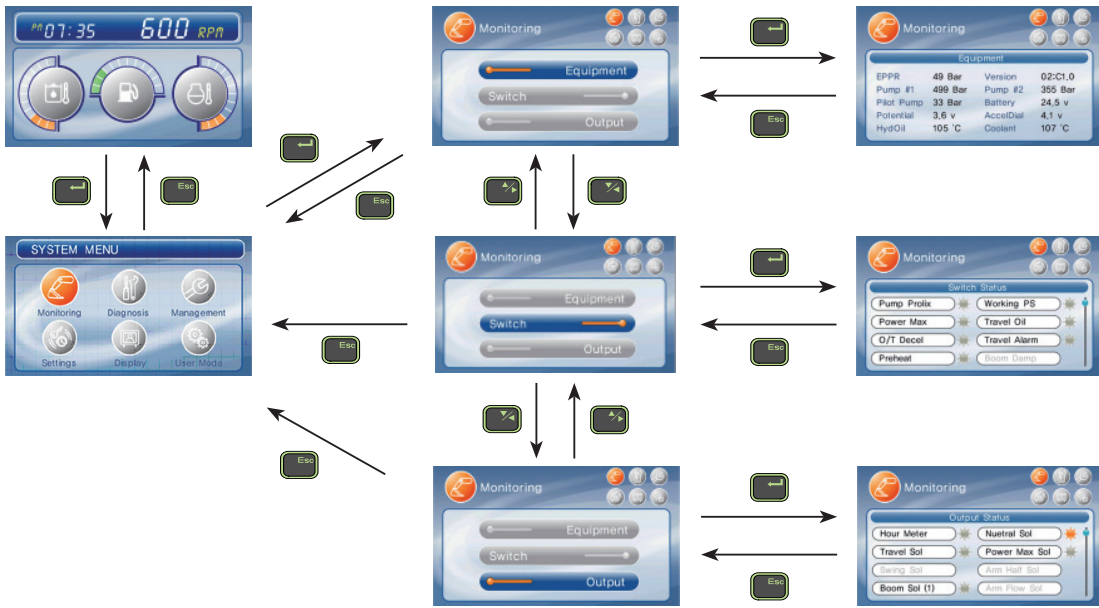 PM 07:35 600 RPM
Esc
SYSTEM MENU
Monitoring Diagnosis Management
Settings Display User Mode
Esc
Monitoring
Equipment
Switch
Output
Esc
Equipment
EPPR 49 Bar Version 02:C1.0
Pump #1 499 Bar Pump #2 355 Bar
Pilot Pump 33 Bar Battery 24,5 v
Potential 3,6 v AccelDial 4,1 v
HydOil 105 °C Coolant 107 °C
Monitoring
Esc
Monitoring
Equipment
Switch
Output
Esc
Monitoring
Switch Status
Pump Prolix Working PS
Power Max Travel Oil
O/T Decel Travel Alarm
Preheat Boom Damp
Esc
Esc
Monitoring
Equipment
Switch
Output
Esc
Monitoring
Output Status
Hour Meter Nuetral Sol
Travel Sol Power Max Sol
Swing Sol Arm Half Sol
Boom Sol (1) Arm Flow Sol